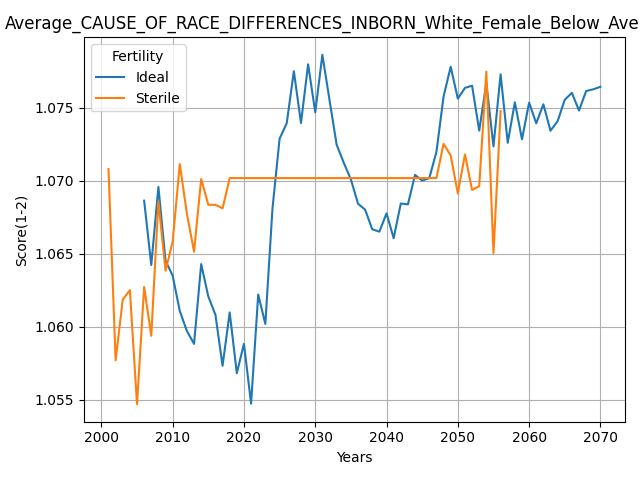 Average_CAUSE_OF_RACE_DIFFERENCES_INBORN_White_Female_Below_Ave
Fertility
Ideal
Sterile
1.075
1.070
1.065
1.060
1.055
Score(1-2)
2000 2010 2020 2030 2040 2050 2060 2070
Years